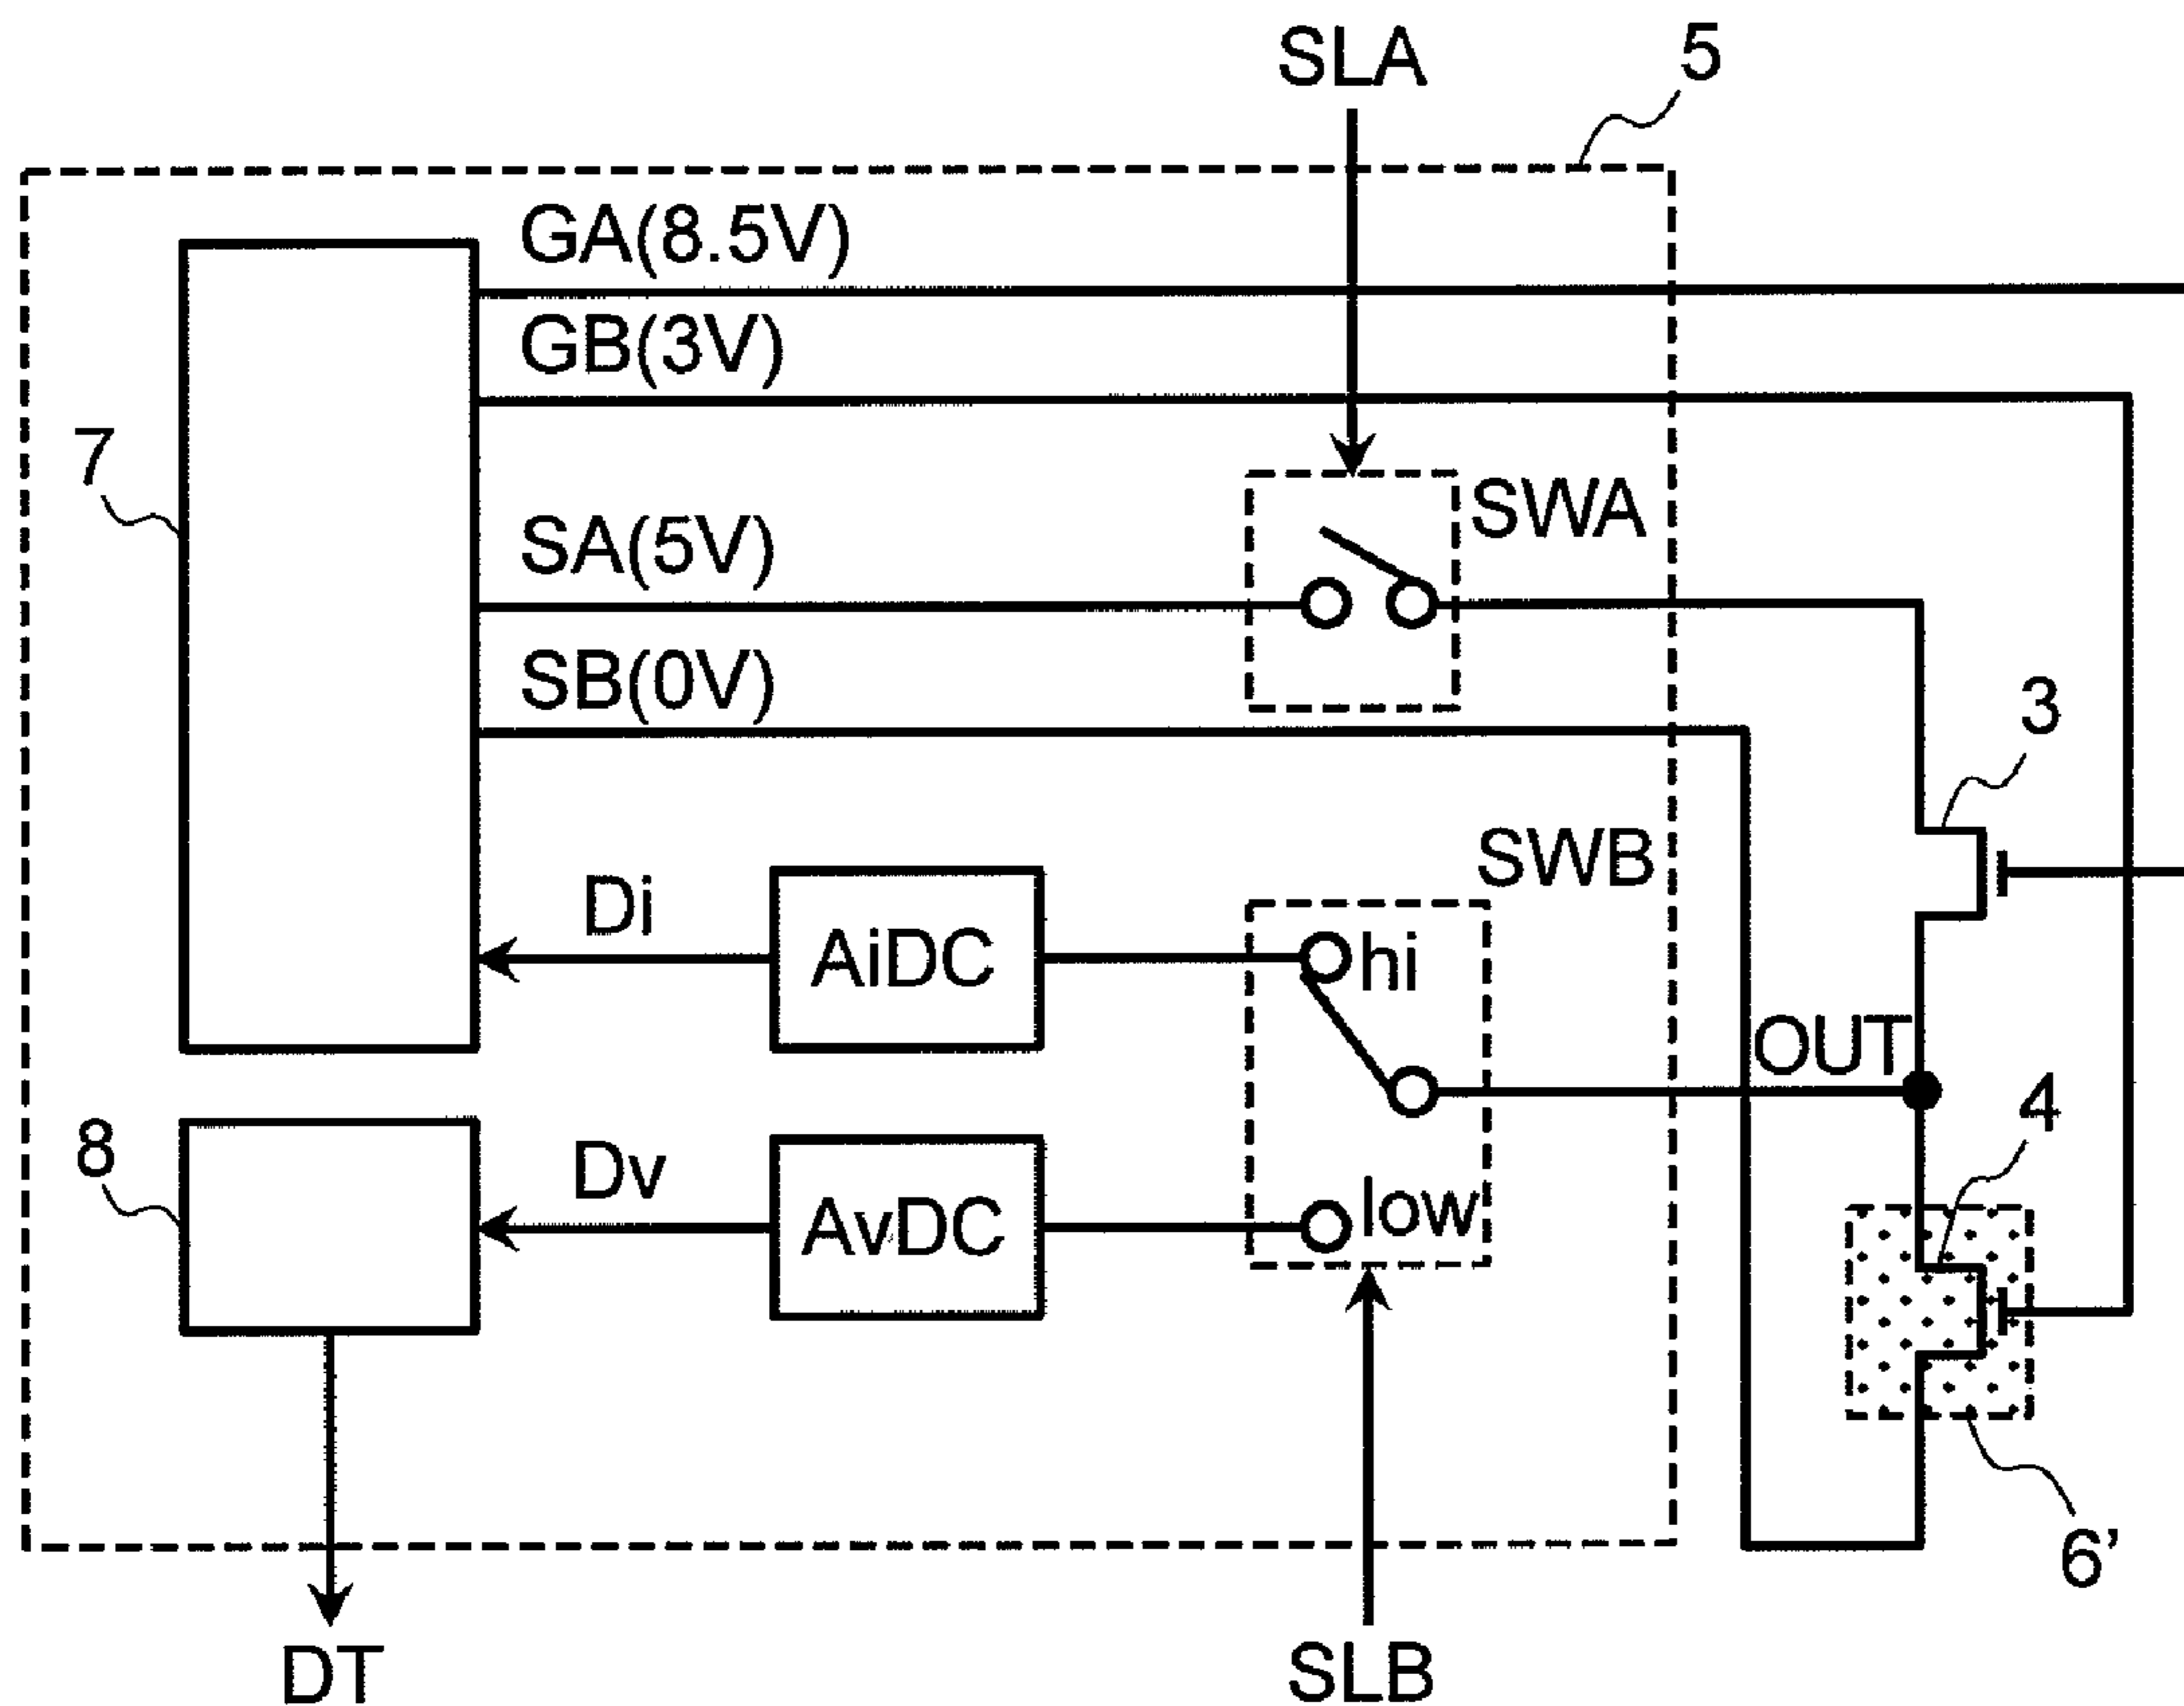 SLA
5
GA(8.5V)
GB(3V)
7
SA(5V)
SWA
SB(0V)
3
SWB
Di
AiDC
hi
OUT
4
8
Dv
AvDC
low
6’
DT
SLB